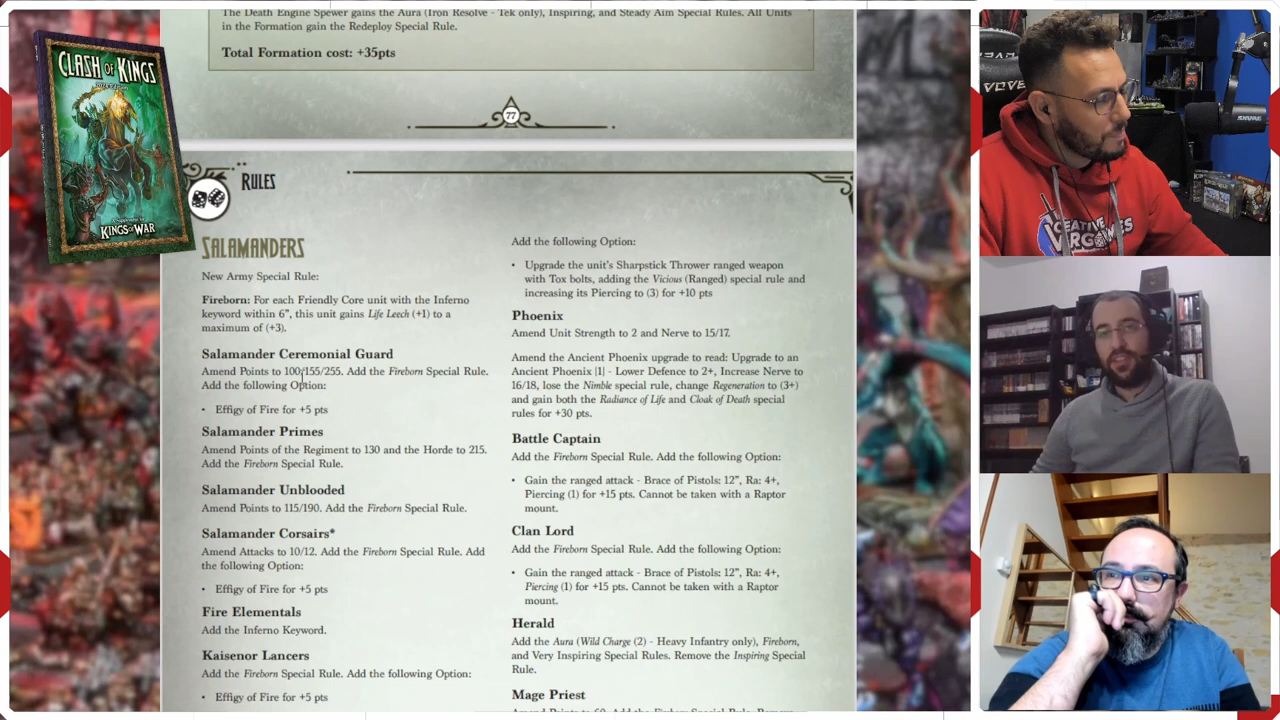 The Death Engine Spewer gains the Aura (Iron Resolve - Tek only), Inspiring, and Steady Aim Special Rules. All Units
in the Formation gain the Redeploy Special Rule.
Total Formation cost: +35pts
77
CLASH OF KINGS
KINGS OF WAR
RULES
SALAMANDERS
New Army Special Rule:
Fireborn: For each Friendly Core unit with the Inferno
keyword within 6", this unit gains Life Leech (+1) to a
maximum of (+3).
Salamander Ceremonial Guard
Amend Points to 100/155/255. Add the Fireborn Special Rule.
Add the following Option:
• Effigy of Fire for +5 pts
Salamander Primes
Amend Points of the Regiment to 130 and the Horde to 215.
Add the Fireborn Special Rule.
Salamander Unblooded
Amend Points to 115/190. Add the Fireborn Special Rule.
Salamander Corsairs*
Amend Attacks to 10/12. Add the Fireborn Special Rule. Add
the following Option:
• Effigy of Fire for +5 pts
Fire Elementals
Add the Inferno Keyword.
Kaisenor Lancers
Add the Fireborn Special Rule. Add the following Option:
• Effigy of Fire for +5 pts
Add the following Option:
• Upgrade the unit's Sharpstick Thrower ranged weapon
with Tox bolts, adding the Vicious (Ranged) special rule and
increasing its Piercing to (3) for +10 pts
Phoenix
Amend Unit Strength to 2 and Nerve to 15/17.
Amend the Ancient Phoenix upgrade to read: Upgrade to an
Ancient Phoenix [1] - Lower Defence to 2+, Increase Nerve to
16/18, lose the Nimble special rule, change Regeneration to (3+)
and gain both the Radiance of Life and Cloak of Death special
rules for +30 pts.
Battle Captain
Add the Fireborn Special Rule. Add the following Option:
• Gain the ranged attack - Brace of Pistols: 12", Ra: 4+,
Piercing (1) for +15 pts. Cannot be taken with a Raptor
mount.
Clan Lord
Add the Fireborn Special Rule. Add the following Option:
• Gain the ranged attack - Brace of Pistols: 12", Ra: 4+,
Piercing (1) for +15 pts. Cannot be taken with a Raptor
mount.
Herald
Add the Aura (Wild Charge (2) - Heavy Infantry only), Fireborn,
and Very Inspiring Special Rules. Remove the Inspiring Special
Rule.
Mage Priest